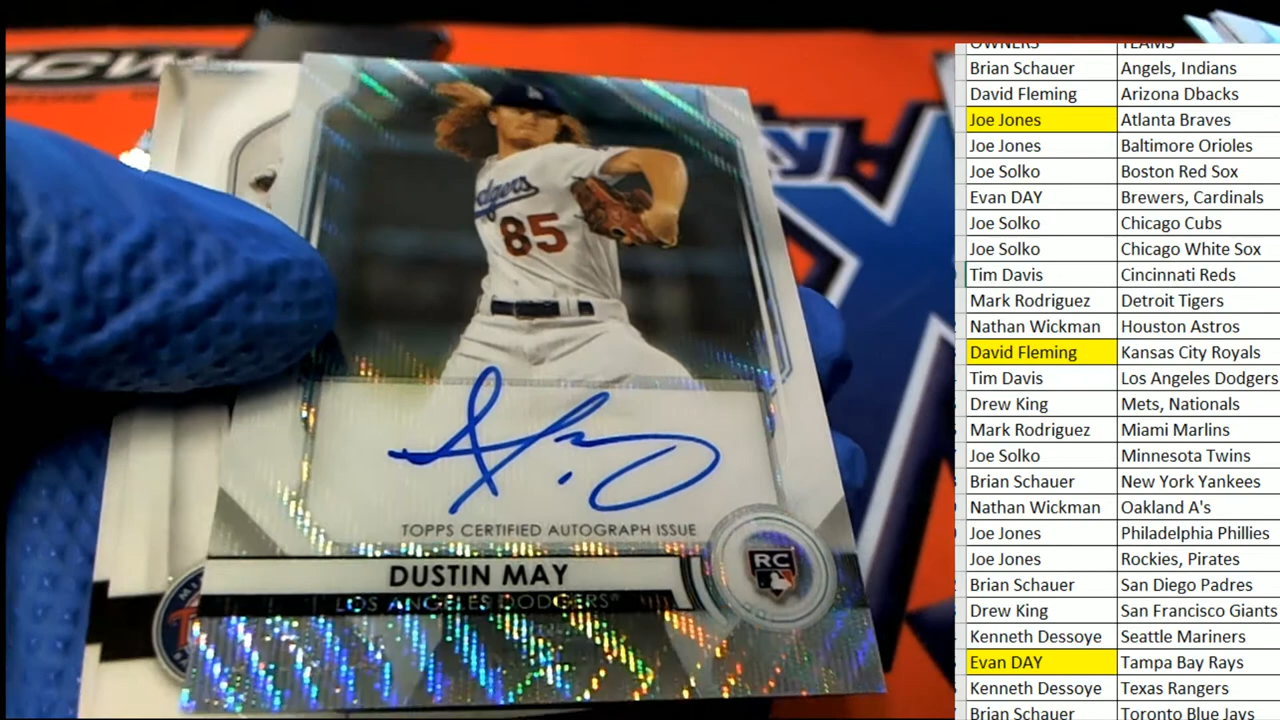 Dodgers
85
TOPPS CERTIFIED AUTOGRAPH ISSUE
DUSTIN MAY
LOS ANGELES DODGERS®
RC
OWNERS TEAMS
Brian Schauer Angels, Indians
David Fleming Arizona Dbacks
Joe Jones Atlanta Braves
Joe Jones Baltimore Orioles
Joe Solko Boston Red Sox
Evan DAY Brewers, Cardinals
Joe Solko Chicago Cubs
Joe Solko Chicago White Sox
Tim Davis Cincinnati Reds
Mark Rodriguez Detroit Tigers
Nathan Wickman Houston Astros
David Fleming Kansas City Royals
Tim Davis Los Angeles Dodgers
Drew King Mets, Nationals
Mark Rodriguez Miami Marlins
Joe Solko Minnesota Twins
Brian Schauer New York Yankees
Nathan Wickman Oakland A's
Joe Jones Philadelphia Phillies
Joe Jones Rockies, Pirates
Brian Schauer San Diego Padres
Drew King San Francisco Giants
Kenneth Dessoye Seattle Mariners
Evan DAY Tampa Bay Rays
Kenneth Dessoye Texas Rangers
Brian Schauer Toronto Blue Jays